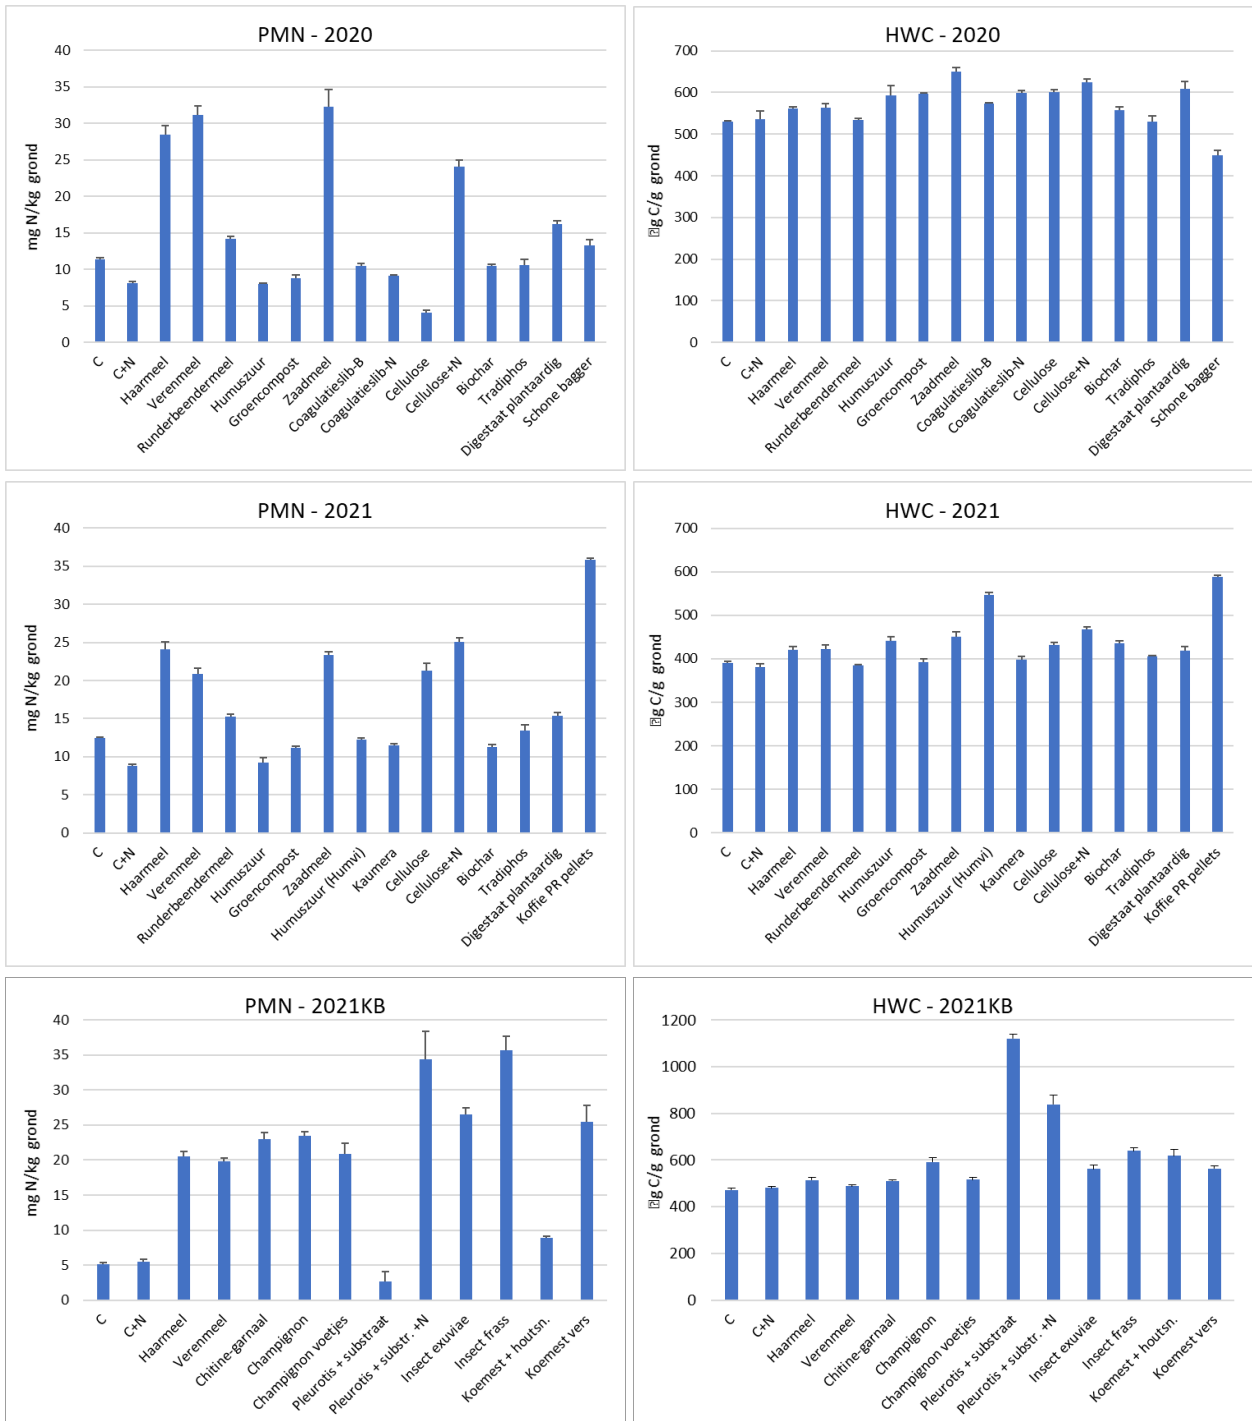 PMN - 2020
mg N/kg grond
40
35
30
25
20
15
10
5
0
C
C+N
Haarmeel
Verenmeel
Runderbeendermeel
Humuszuur
Groencompost
Zaadmeel
Coagulatieslib-B
Coagulatieslib-N
Cellulose
Cellulose+N
Biochar
Tradiphos
Digestaat plantaardig
Schone bagger
HWC - 2020
g C/g grond
700
600
500
400
300
200
100
0
C
C+N
Haarmeel
Verenmeel
Runderbeendermeel
Humuszuur
Groencompost
Zaadmeel
Coagulatieslib-B
Coagulatieslib-N
Cellulose
Cellulose+N
Biochar
Tradiphos
Digestaat plantaardig
Schone bagger
PMN - 2021
mg N/kg grond
40
35
30
25
20
15
10
5
0
C
C+N
Haarmeel
Verenmeel
Runderbeendermeel
Humuszuur
Groencompost
Zaadmeel
Humuszuur (Humvi)
Kaumera
Cellulose
Cellulose+N
Biochar
Tradiphos
Digestaat plantaardig
Koffie PR pellets
HWC - 2021
g C/g grond
700
600
500
400
300
200
100
0
C
C+N
Haarmeel
Verenmeel
Runderbeendermeel
Humuszuur
Groencompost
Zaadmeel
Humuszuur (Humvi)
Kaumera
Cellulose
Cellulose+N
Biochar
Tradiphos
Digestaat plantaardig
Koffie PR pellets
PMN - 2021KB
mg N/kg grond
40
35
30
25
20
15
10
5
0
C
C+N
Haarmeel
Verenmeel
Chitine-garnaal
Champignon
Champignon voetjes
Pleurotis + substraat
Pleurotis + substr. +N
Insect exuviae
Insect frass
Koemest + houtsn.
Koemest vers
HWC - 2021KB
g C/g grond
1200
1000
800
600
400
200
0
C
C+N
Haarmeel
Verenmeel
Chitine-garnaal
Champignon
Champignon voetjes
Pleurotis + substraat
Pleurotis + substr. +N
Insect exuviae
Insect frass
Koemest + houtsn.
Koemest vers